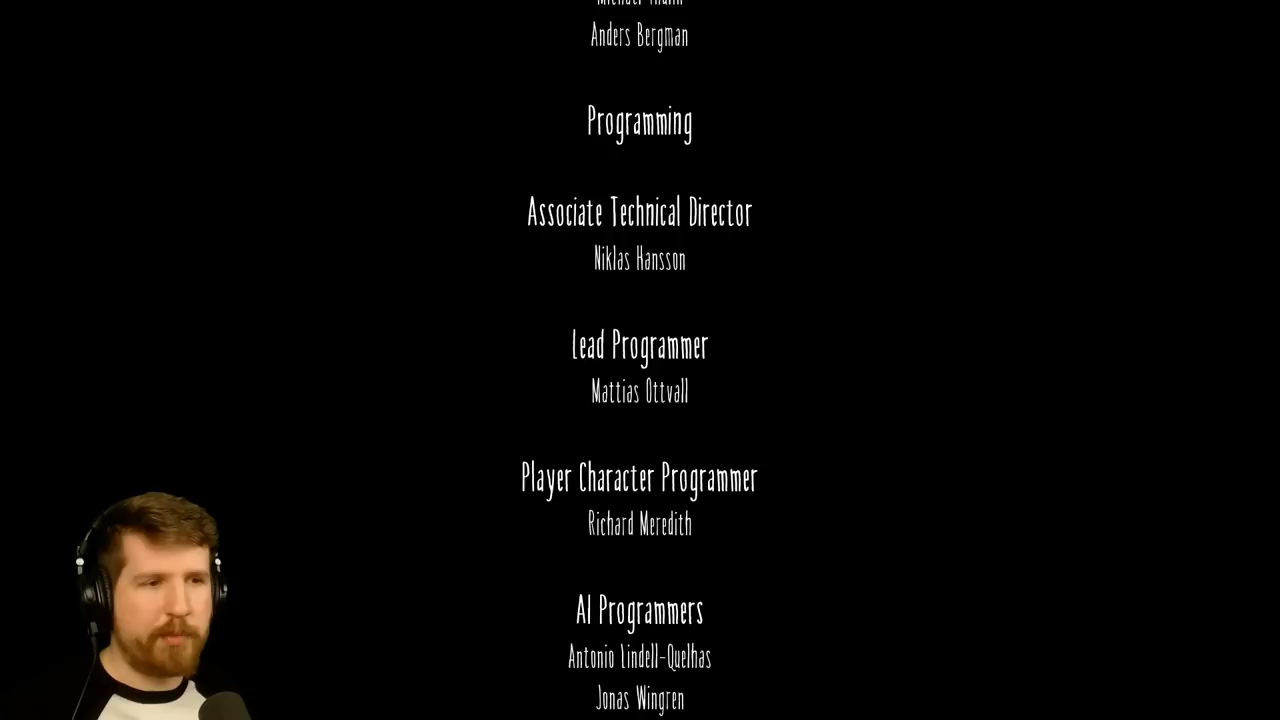 Anders Bergman
Programming
Associate Technical Director
Niklas Hansson
Lead Programmer
Mattias Ottvall
Player Character Programmer
Richard Meredith
AI Programmers
Antonio Lindell-Quelhas
Jonas Wingren